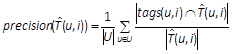 precision(T̂(u,i)) = 1/|U| ∑_{u∈U} |tags(u,i) ∩ T̂(u,i)| / |T̂(u,i)|